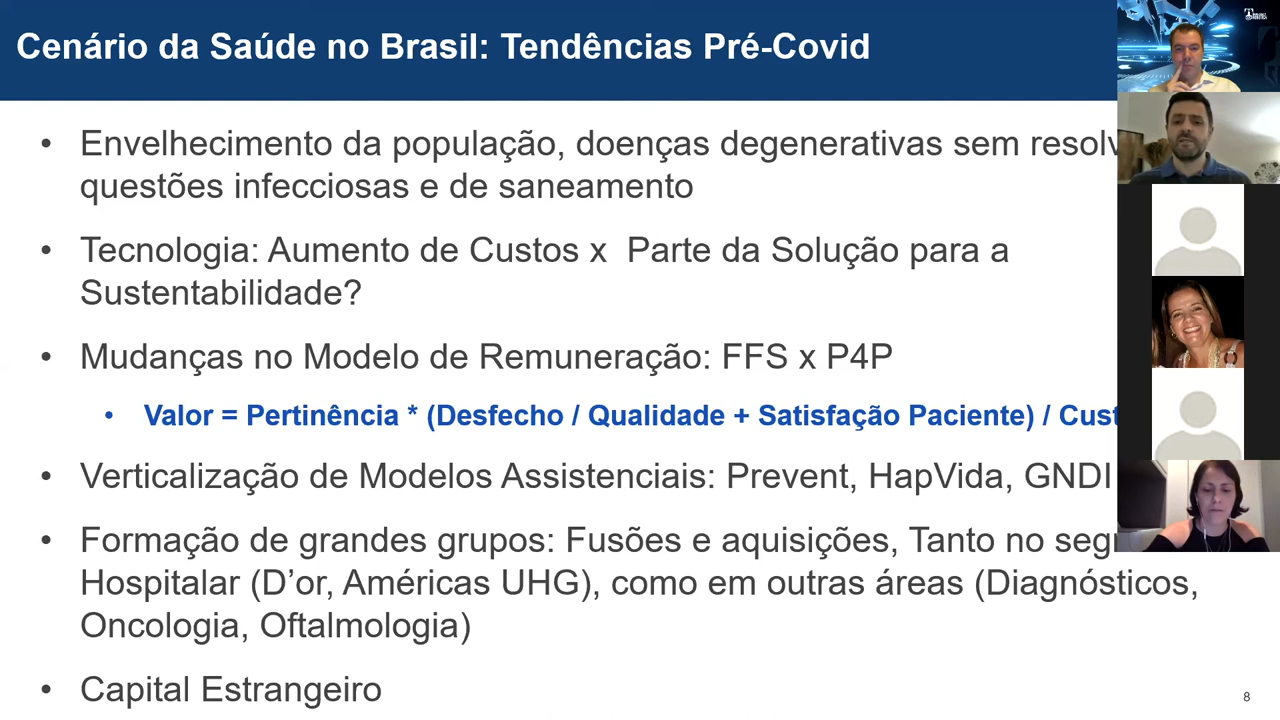 Cenário da Saúde no Brasil: Tendências Pré-Covid
• Envelhecimento da população, doenças degenerativas sem
questões infecciosas e de saneamento
• Tecnologia: Aumento de Custos x Parte da Solução para a
Sustentabilidade?
• Mudanças no Modelo de Remuneração: FFS x P4P
• Valor = Pertinência * (Desfecho / Qualidade + Satisfação Paciente) /
• Verticalização de Modelos Assistenciais: Prevent, HapVida, GNDI
• Formação de grandes grupos: Fusões e aquisições, Tanto no
Hospitalar (D’or, Américas UHG), como em outras áreas (Diagnósticos,
Oncologia, Oftalmologia)
• Capital Estrangeiro
8